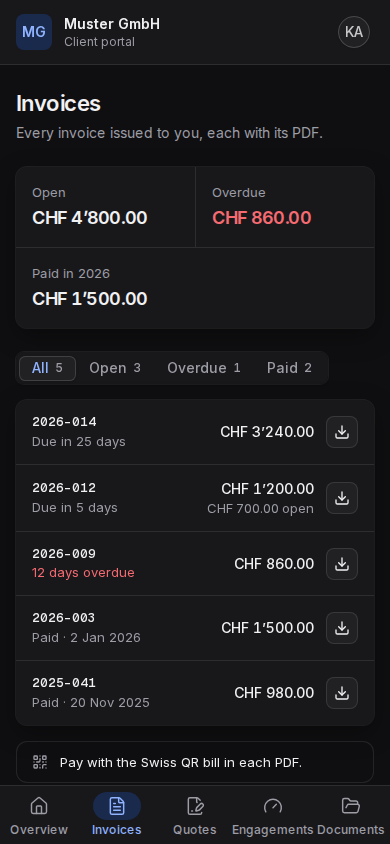 MG
Muster GmbH
Client portal
KA
Invoices
Every invoice issued to you, each with its PDF.
Open
CHF 4’800.00
Overdue
CHF 860.00
Paid in 2026
CHF 1’500.00
All 5 Open 3 Overdue 1 Paid 2
2026-014
Due in 25 days
CHF 3’240.00
2026-012
Due in 5 days
CHF 1’200.00
CHF 700.00 open
2026-009
12 days overdue
CHF 860.00
2026-003
Paid · 2 Jan 2026
CHF 1’500.00
2025-041
Paid · 20 Nov 2025
CHF 980.00
Pay with the Swiss QR bill in each PDF.
Overview Invoices Quotes Engagements Documents